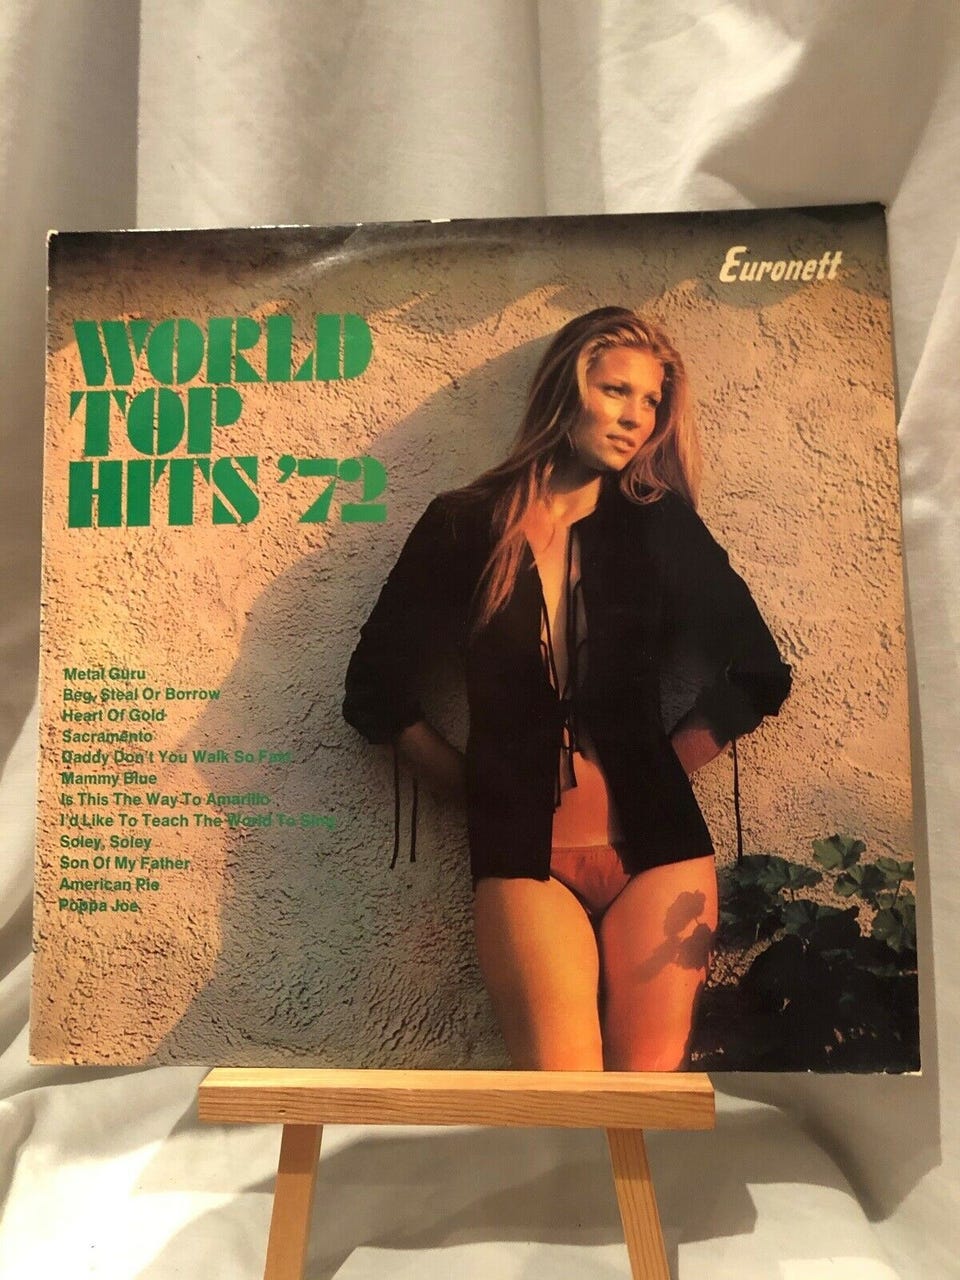 Euronett
WORLD
TOP
HITS '72
Metal Guru
Beg, Steal Or Borrow
Heart Of Gold
Sacramento
Daddy Don't You Walk So Fast
Mammy Blue
Is This The Way To Amarillo
I'd Like To Teach The World To Sing
Soley, Soley
Son Of My Father
American Pie
Poppa Joe